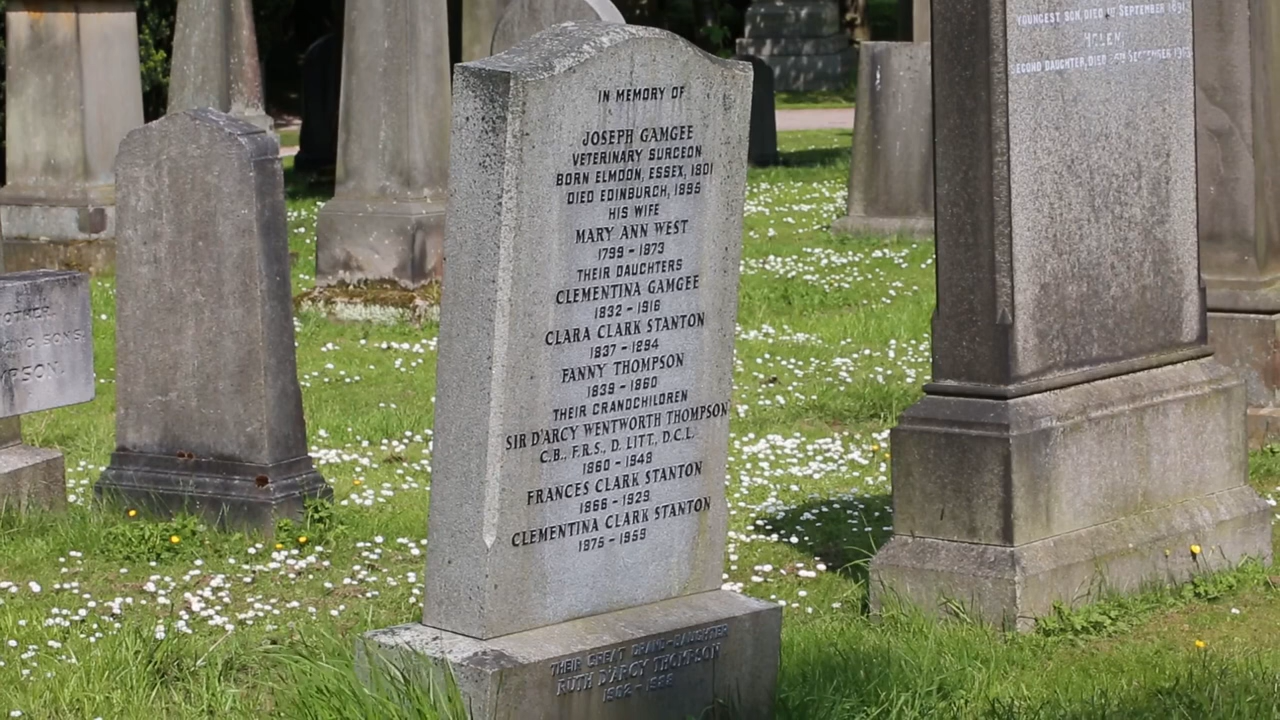 IN MEMORY OF
JOSEPH GAMGEE
VETERINARY SURGEON
BORN ELMDON, ESSEX, 1801
DIED EDINBURGH, 1895
HIS WIFE
MARY ANN WEST
1799 - 1873
THEIR DAUGHTERS
CLEMENTINA GAMGEE
1832 - 1916
CLARA CLARK STANTON
1837 - 1894
FANNY THOMPSON
1839 - 1860
THEIR GRANDCHILDREN
SIR D'ARCY WENTWORTH THOMPSON
C.B., F.R.S., D. LITT., D.C.L.
1860 - 1948
FRANCES CLARK STANTON
1866 - 1929
CLEMENTINA CLARK STANTON
1875 - 1959
THEIR GREAT GRAND-DAUGHTER
RUTH D'ARCY THOMPSON
1902 -
YOUNGEST SON, DIED 1ST SEPTEMBER
HELEN,
SECOND DAUGHTER, DIED SEPTEMBER